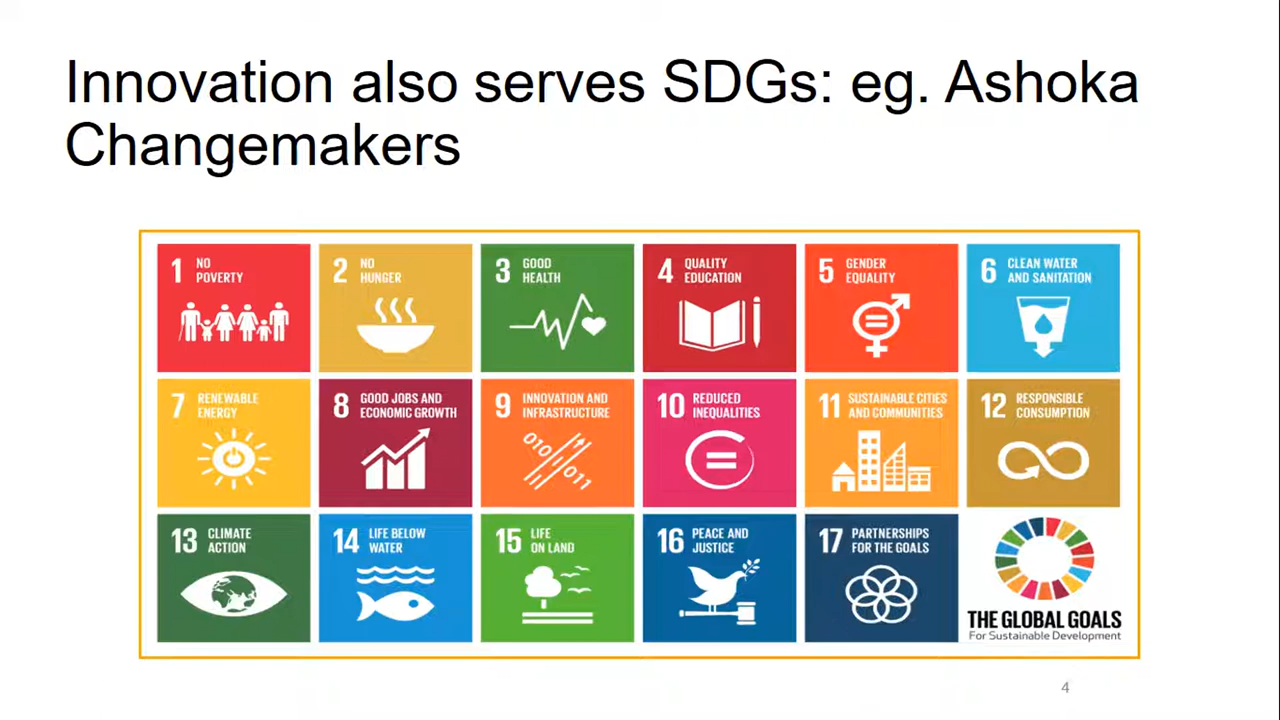 Innovation also serves SDGs: eg. Ashoka
Changemakers
1 NO
POVERTY
2 NO
HUNGER
3 GOOD
HEALTH
4 QUALITY
EDUCATION
5 GENDER
EQUALITY
6 CLEAN WATER
AND SANITATION
7 RENEWABLE
ENERGY
8 GOOD JOBS AND
ECONOMIC GROWTH
9 INNOVATION AND
INFRASTRUCTURE
010
011
10 REDUCED
INEQUALITIES
11 SUSTAINABLE CITIES
AND COMMUNITIES
12 RESPONSIBLE
CONSUMPTION
13 CLIMATE
ACTION
14 LIFE BELOW
WATER
15 LIFE
ON LAND
16 PEACE AND
JUSTICE
17 PARTNERSHIPS
FOR THE GOALS
THE GLOBAL GOALS
For Sustainable Development
4